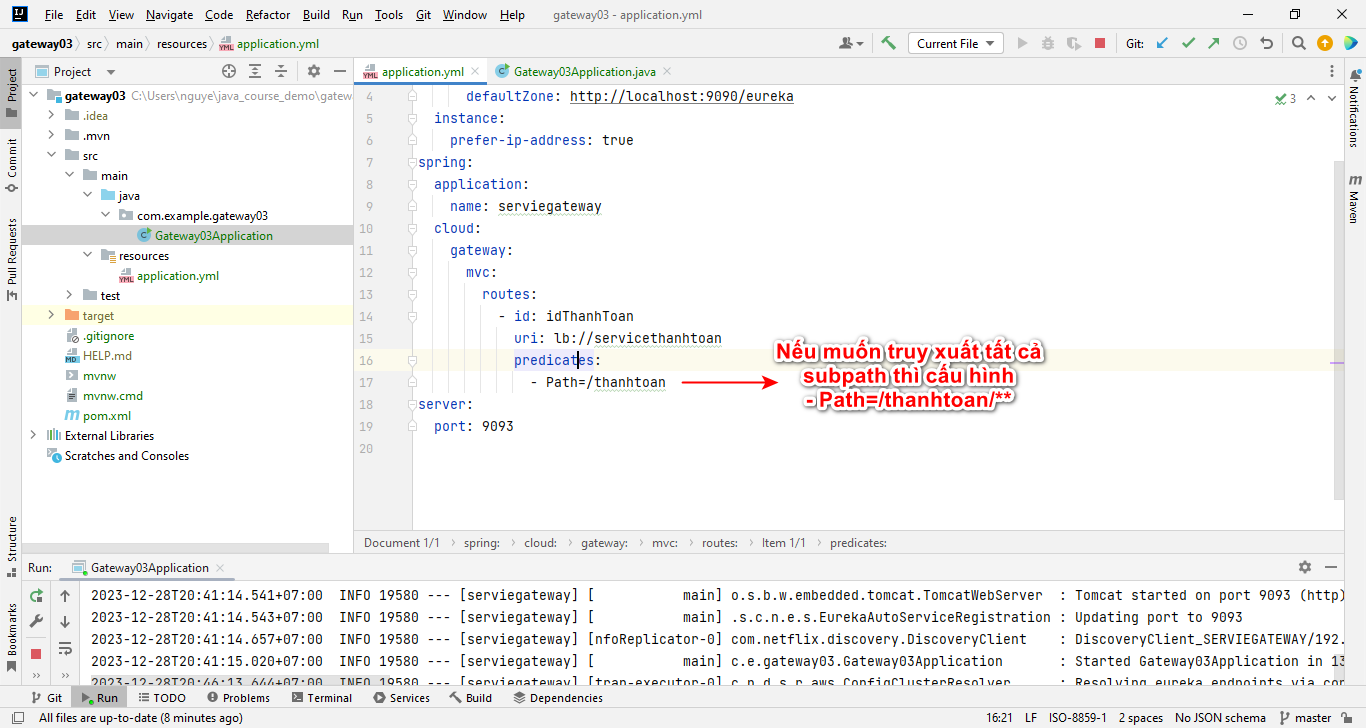 File Edit View Navigate Code Refactor Build Run Tools Git Window Help gateway03 - application.yml
gateway03 src main resources application.yml
Current File
Git:
Project
application.yml
Gateway03Application.java
gateway03 C:\Users\nguye\java_course_demo\gatew
.idea
.mvn
src
main
java
com.example.gateway03
Gateway03Application
resources
application.yml
test
target
.gitignore
HELP.md
mvnw
mvnw.cmd
pom.xml
External Libraries
Scratches and Consoles
Project
Commit
Pull Requests
Structure
Bookmarks
Notifications
Maven
3
4 defaultZone: http://localhost:9090/eureka
5 instance:
6 prefer-ip-address: true
7 spring:
8 application:
9 name: serviegateway
10 cloud:
11 gateway:
12 mvc:
13 routes:
14 - id: idThanhToan
15 uri: lb://servicethanhtoan
16 predicates:
17 - Path=/thanhtoan
18 server:
19 port: 9093
20
Nếu muốn truy xuất tất cả
subpath thì cấu hình
- Path=/thanhtoan/**
Document 1/1 spring: cloud: gateway: mvc: routes: Item 1/1 predicates:
Run: Gateway03Application
2023-12-28T20:41:14.541+07:00 INFO 19580 --- [serviegateway] [ main] o.s.b.w.embedded.tomcat.TomcatWebServer : Tomcat started on port 9093 (http)
2023-12-28T20:41:14.543+07:00 INFO 19580 --- [serviegateway] [ main] .s.c.n.e.s.EurekaAutoServiceRegistration : Updating port to 9093
2023-12-28T20:41:14.657+07:00 INFO 19580 --- [serviegateway] [nfoReplicator-0] com.netflix.discovery.DiscoveryClient : DiscoveryClient_SERVIEGATEWAY/192.
2023-12-28T20:41:15.020+07:00 INFO 19580 --- [serviegateway] [ main] c.e.gateway03.Gateway03Application : Started Gateway03Application in 13
2023-12-28T20:46:13.644+07:00 INFO 19580 --- [serviegateway] [trap-executor-0] c.n.d.s.r.aws.ConfigClusterResolver : Resolving eureka endpoints via con
Git Run TODO Problems Terminal Services Build Dependencies
All files are up-to-date (8 minutes ago) 16:21 LF ISO-8859-1 2 spaces No JSON schema master